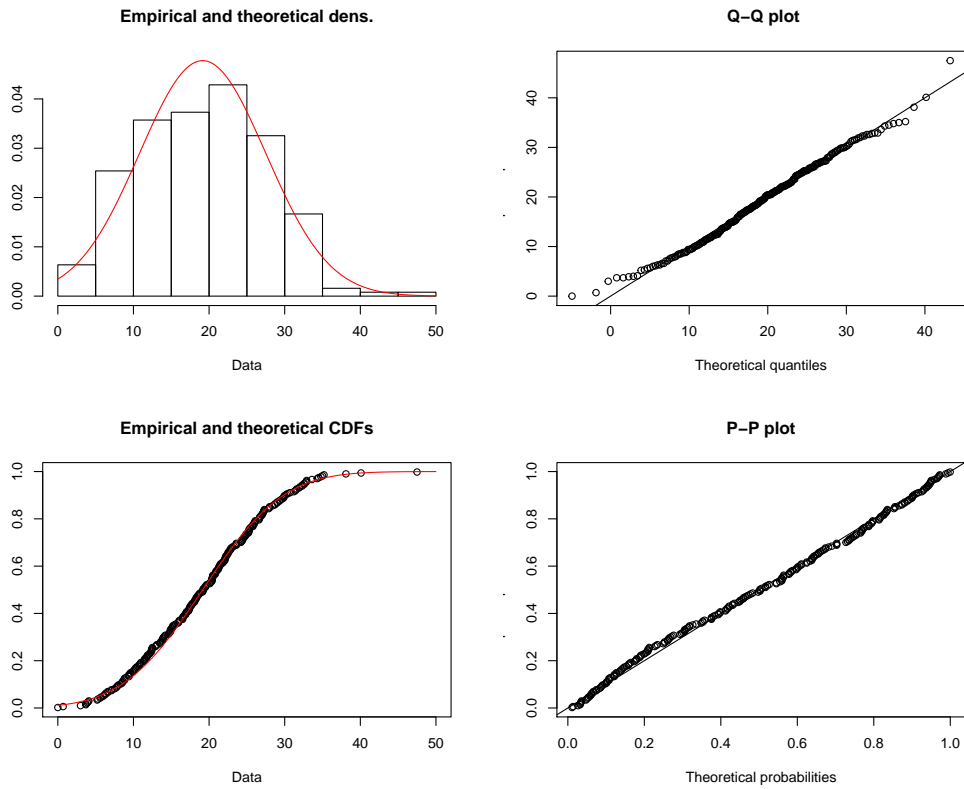 Empirical and theoretical dens.
0.00 0.01 0.02 0.03 0.04
0 10 20 30 40 50
Data
Q−Q plot
0 10 20 30 40
0 10 20 30 40
Theoretical quantiles
Empirical and theoretical CDFs
0.0 0.2 0.4 0.6 0.8 1.0
0 10 20 30 40 50
Data
P−P plot
0.0 0.2 0.4 0.6 0.8 1.0
0.0 0.2 0.4 0.6 0.8 1.0
Theoretical probabilities